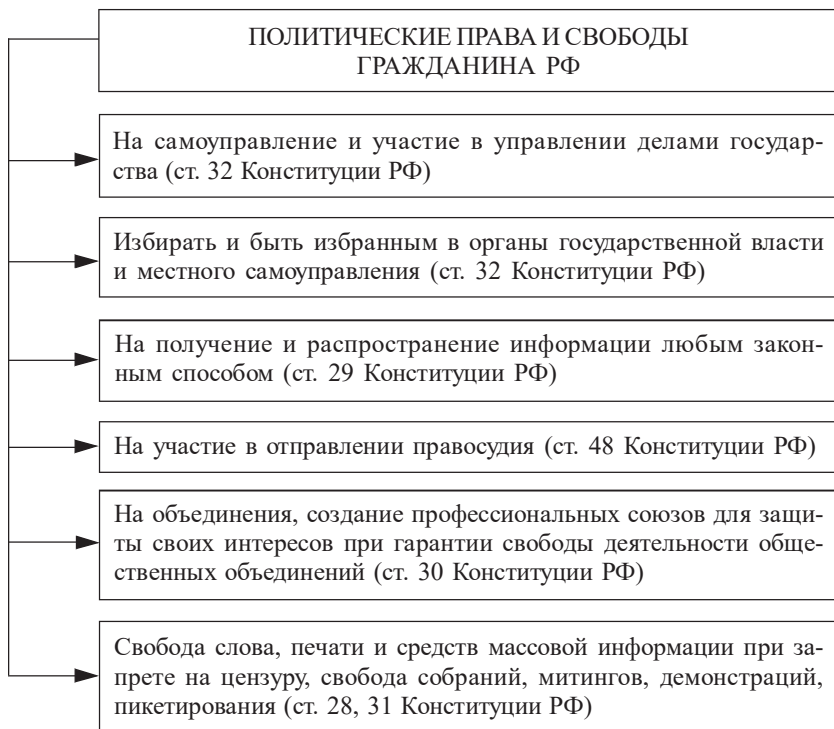 ПОЛИТИЧЕСКИЕ ПРАВА И СВОБОДЫ
ГРАЖДАНИНА РФ
На самоуправление и участие в управлении делами государ-
ства (ст. 32 Конституции РФ)
Избирать и быть избранным в органы государственной власти
и местного самоуправления (ст. 32 Конституции РФ)
На получение и распространение информации любым закон-
ным способом (ст. 29 Конституции РФ)
На участие в отправлении правосудия (ст. 48 Конституции РФ)
На объединения, создание профессиональных союзов для защи-
ты своих интересов при гарантии свободы деятельности обще-
ственных объединений (ст. 30 Конституции РФ)
Свобода слова, печати и средств массовой информации при за-
прете на цензуру, свобода собраний, митингов, демонстраций,
пикетирования (ст. 28, 31 Конституции РФ)